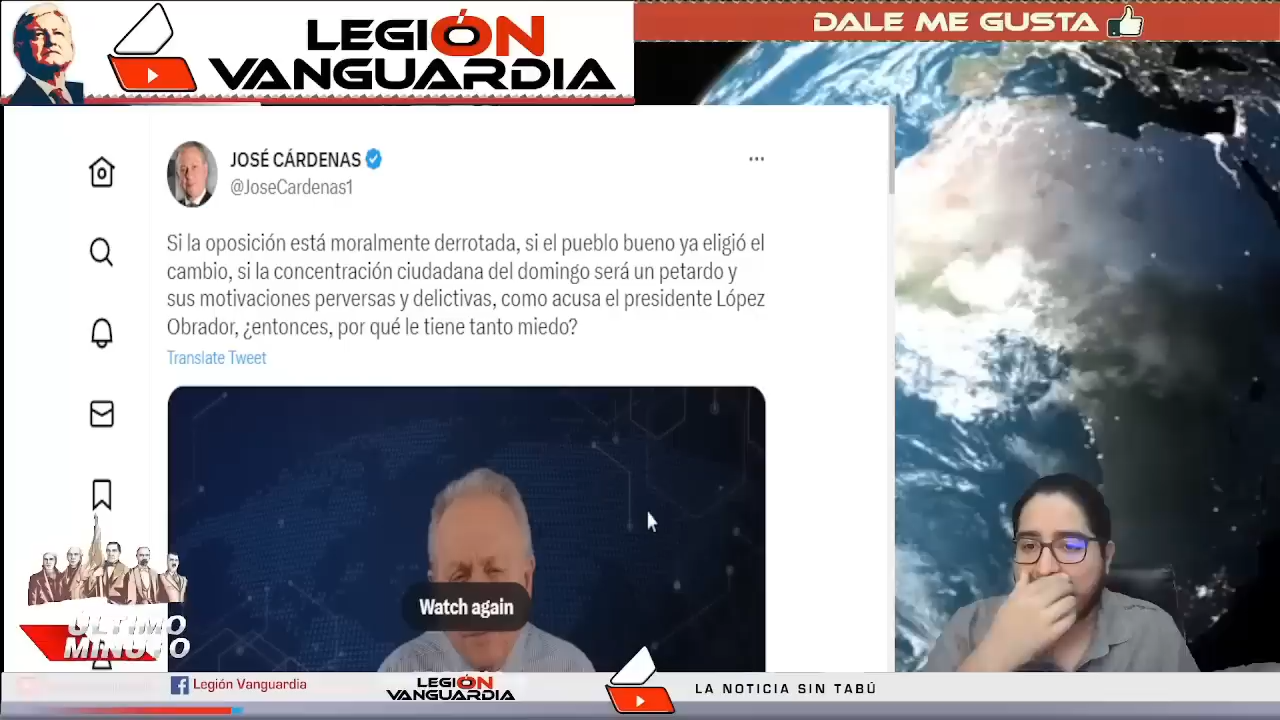 LEGIÓN
VANGUARDIA
DALE ME GUSTA
JOSÉ CÁRDENAS
@JoseCardenas1
Si la oposición está moralmente derrotada, si el pueblo bueno ya eligió el
cambio, si la concentración ciudadana del domingo será un petardo y
sus motivaciones perversas y delictivas, como acusa el presidente López
Obrador, ¿entonces, por qué le tiene tanto miedo?
Translate Tweet
Watch again
ÚLTIMO
MINUTO
Legión Vanguardia
LEGIÓN
VANGUARDIA
LA NOTICIA SIN TABÚ